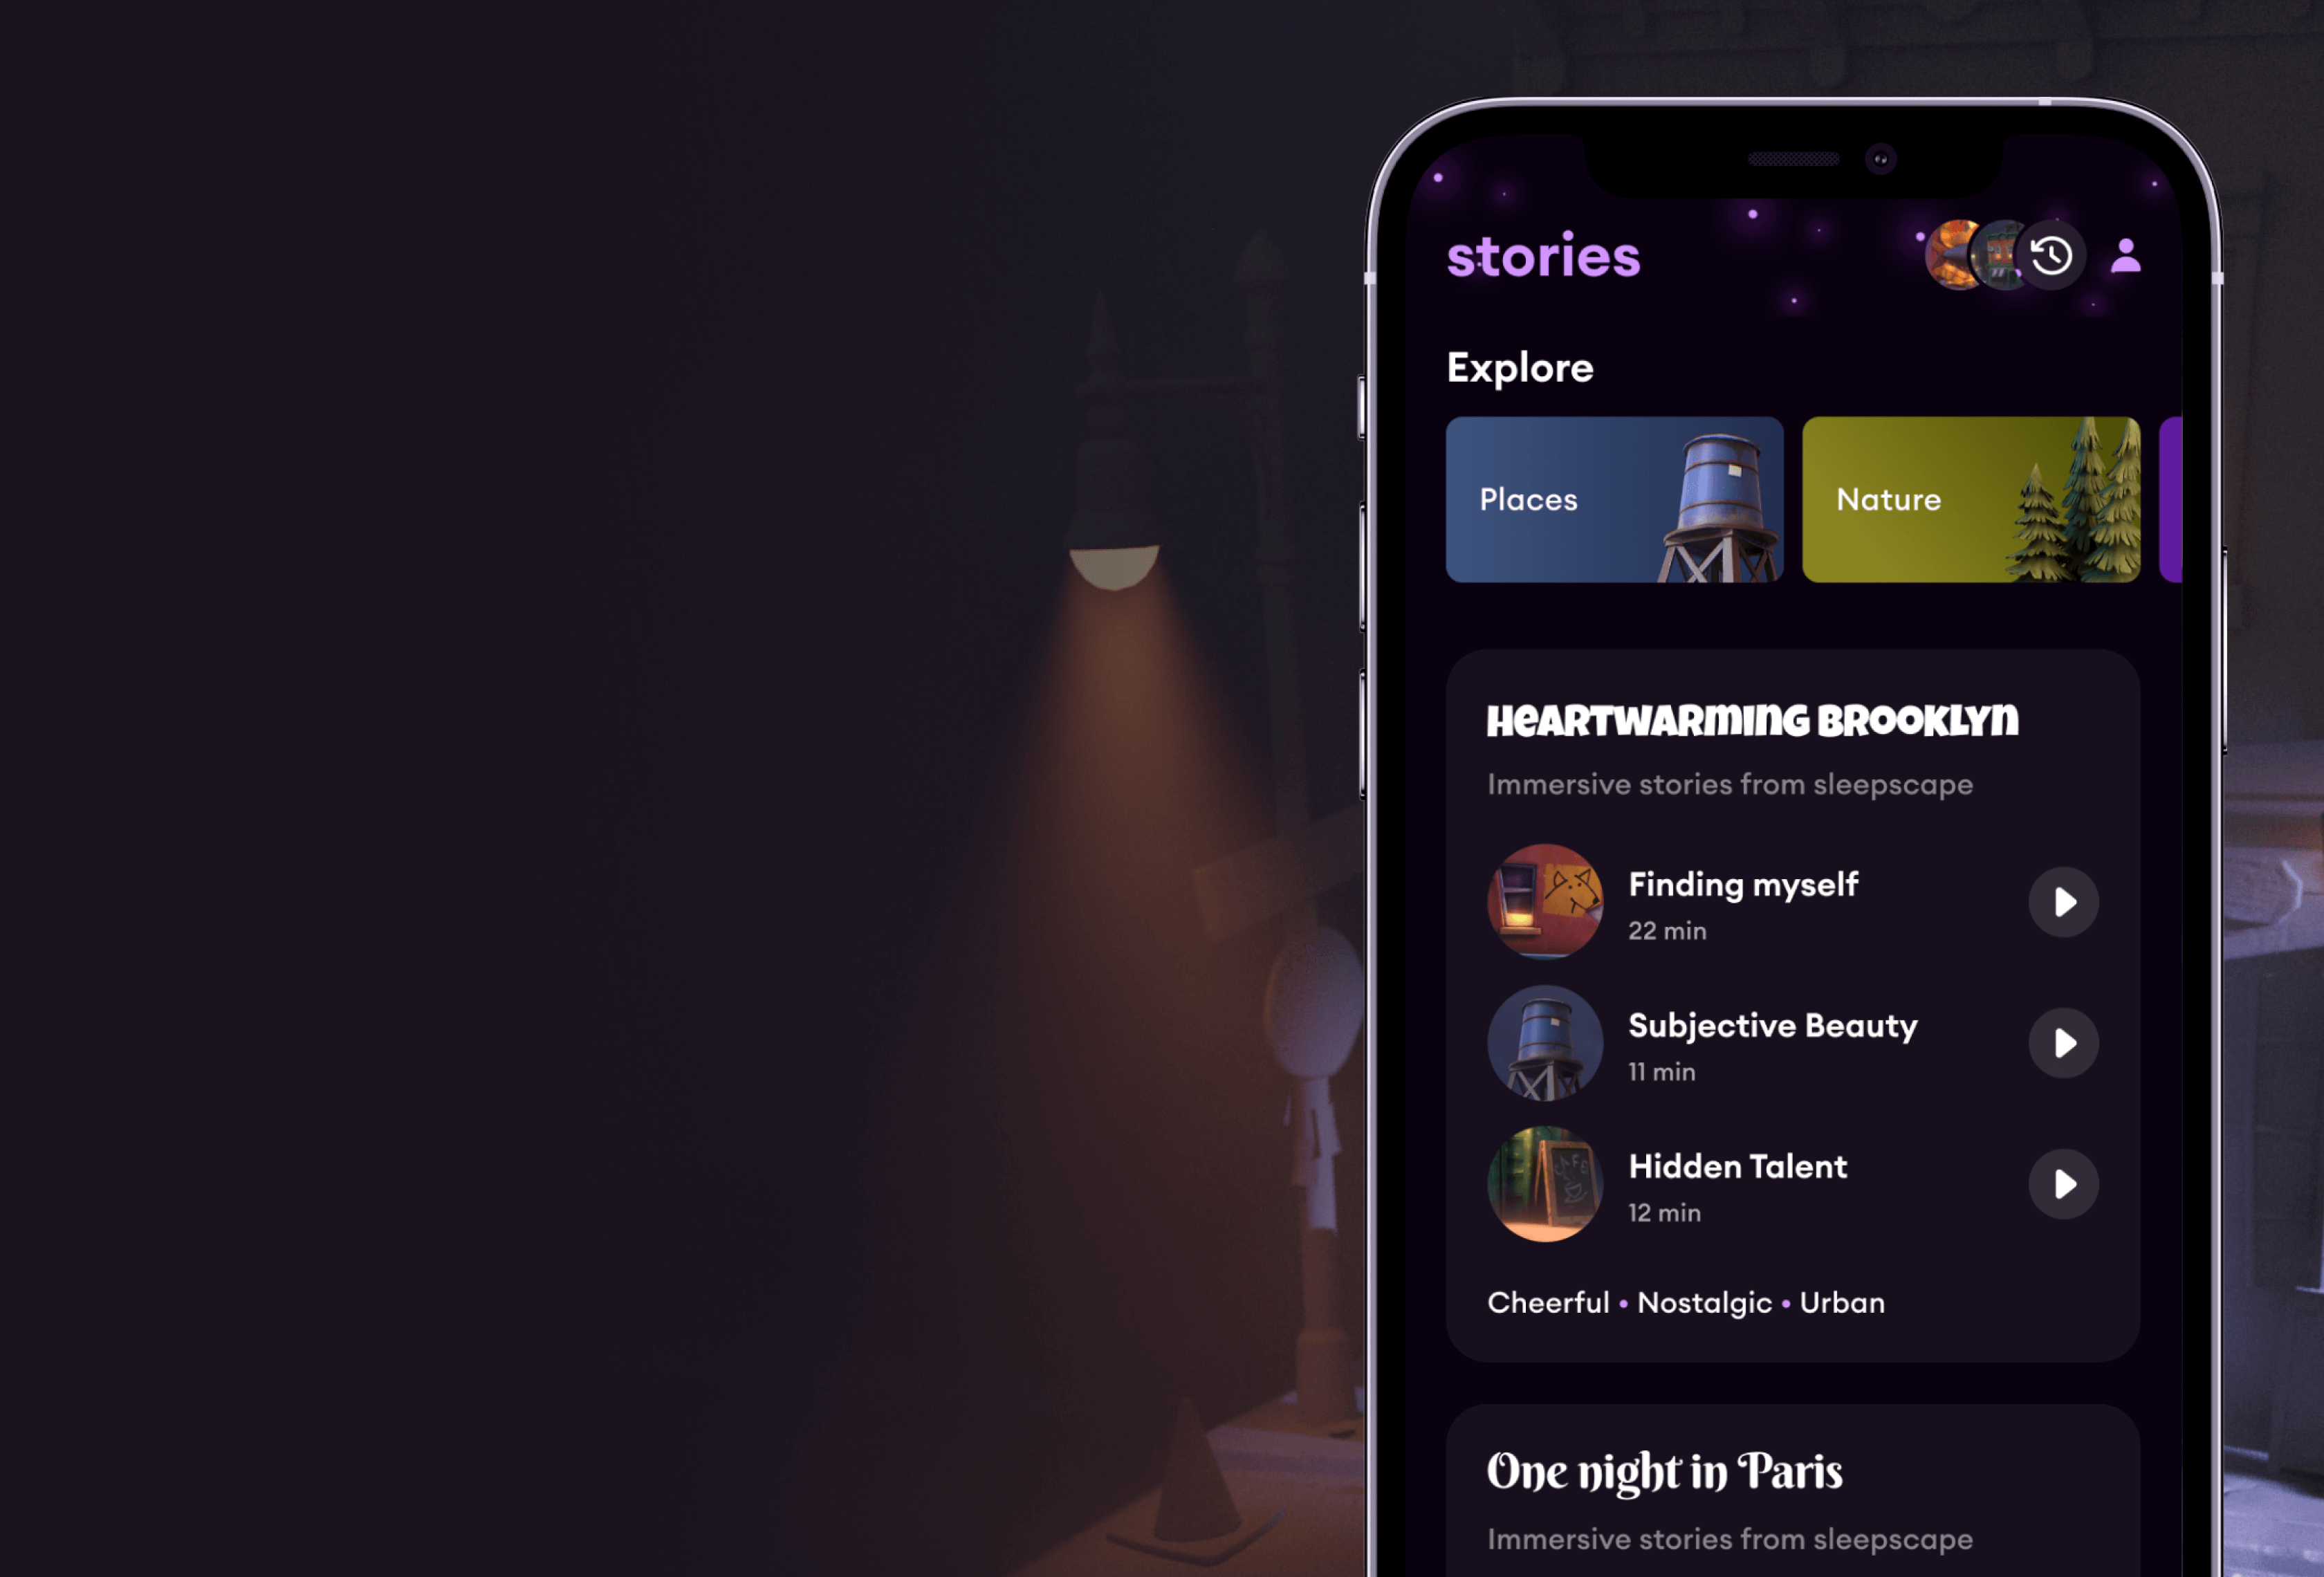 stories
Explore
Places
Nature
HeARTWARminG BROOKLYn
Immersive stories from sleepscape
Finding myself
22 min
Subjective Beauty
11 min
CAFE
Hidden Talent
12 min
Cheerful • Nostalgic • Urban
One night in Paris
Immersive stories from sleepscape